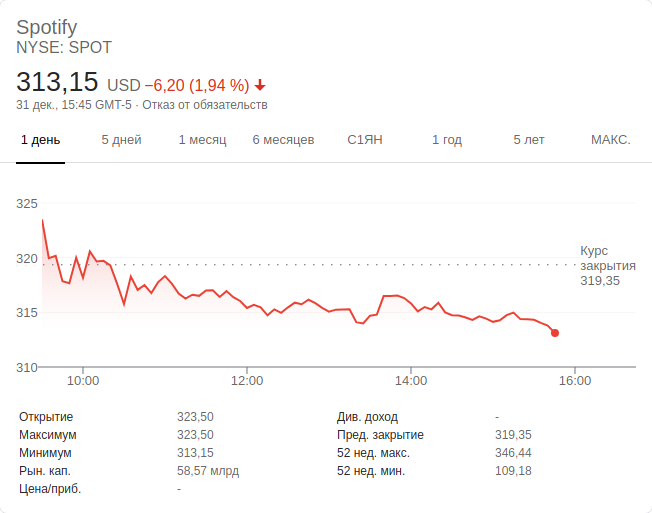 Spotify
NYSE: SPOT
313,15 USD −6,20 (1,94 %)
31 дек., 15:45 GMT-5 · Отказ от обязательств
1 день 5 дней 1 месяц 6 месяцев С1ЯН 1 год 5 лет МАКС.
325
320
315
310
Курс
закрытия
319,35
10:00 12:00 14:00 16:00
Открытие 323,50 Див. доход -
Максимум 323,50 Пред. закрытие 319,35
Минимум 313,15 52 нед. макс. 346,44
Рын. кап. 58,57 млрд 52 нед. мин. 109,18
Цена/приб. -